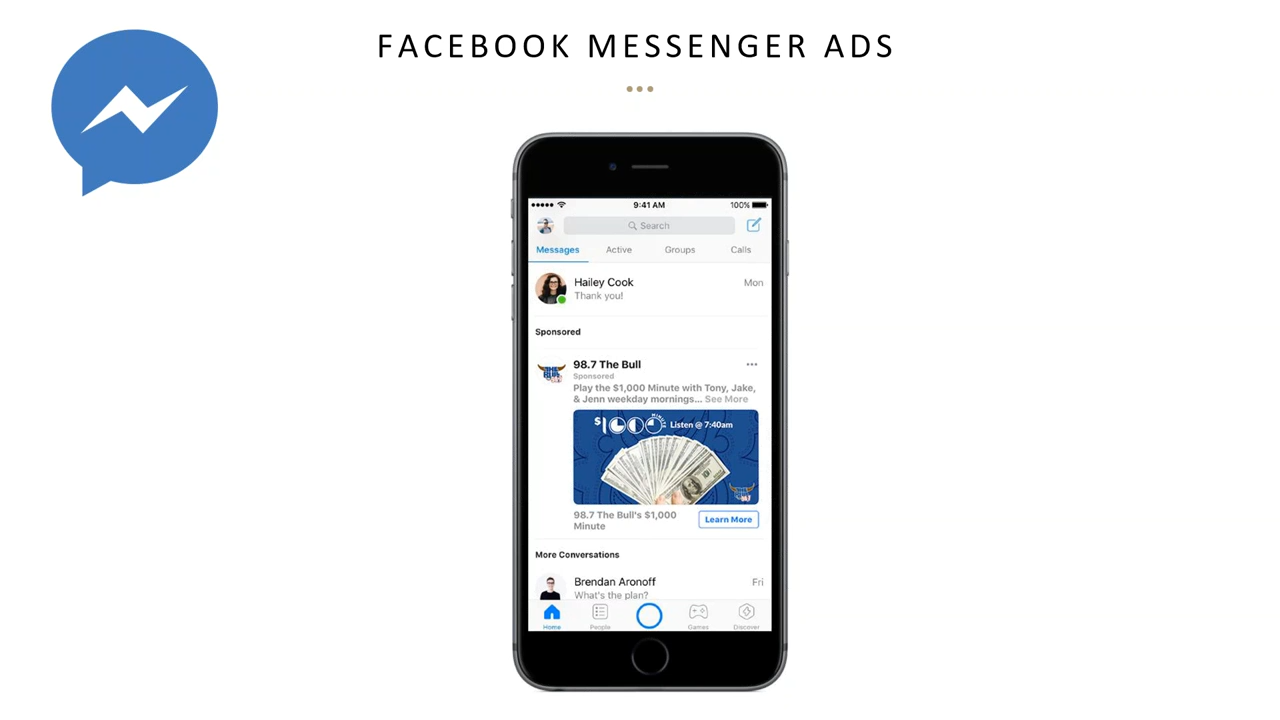 FACEBOOK MESSENGER ADS
9:41 AM
100%
Search
Messages Active Groups Calls
Hailey Cook Mon
Thank you!
Sponsored
98.7 The Bull
Sponsored
Play the $1,000 Minute with Tony, Jake,
& Jenn weekday mornings... See More
$1000 MINUTE Listen @ 7:40am
98.7 The Bull's $1,000
Minute
Learn More
More Conversations
Brendan Aronoff Fri
What's the plan?
Home People Games Discover